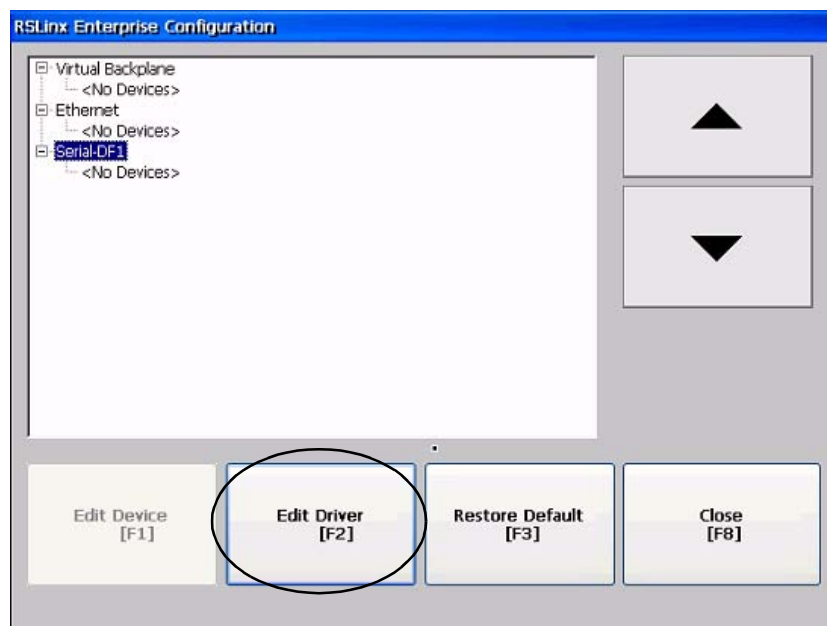 RSLinx Enterprise Configuration
Virtual Backplane
<No Devices>
Ethernet
<No Devices>
Serial-DF1
<No Devices>
Edit Device
[F1]
Edit Driver
[F2]
Restore Default
[F3]
Close
[F8]